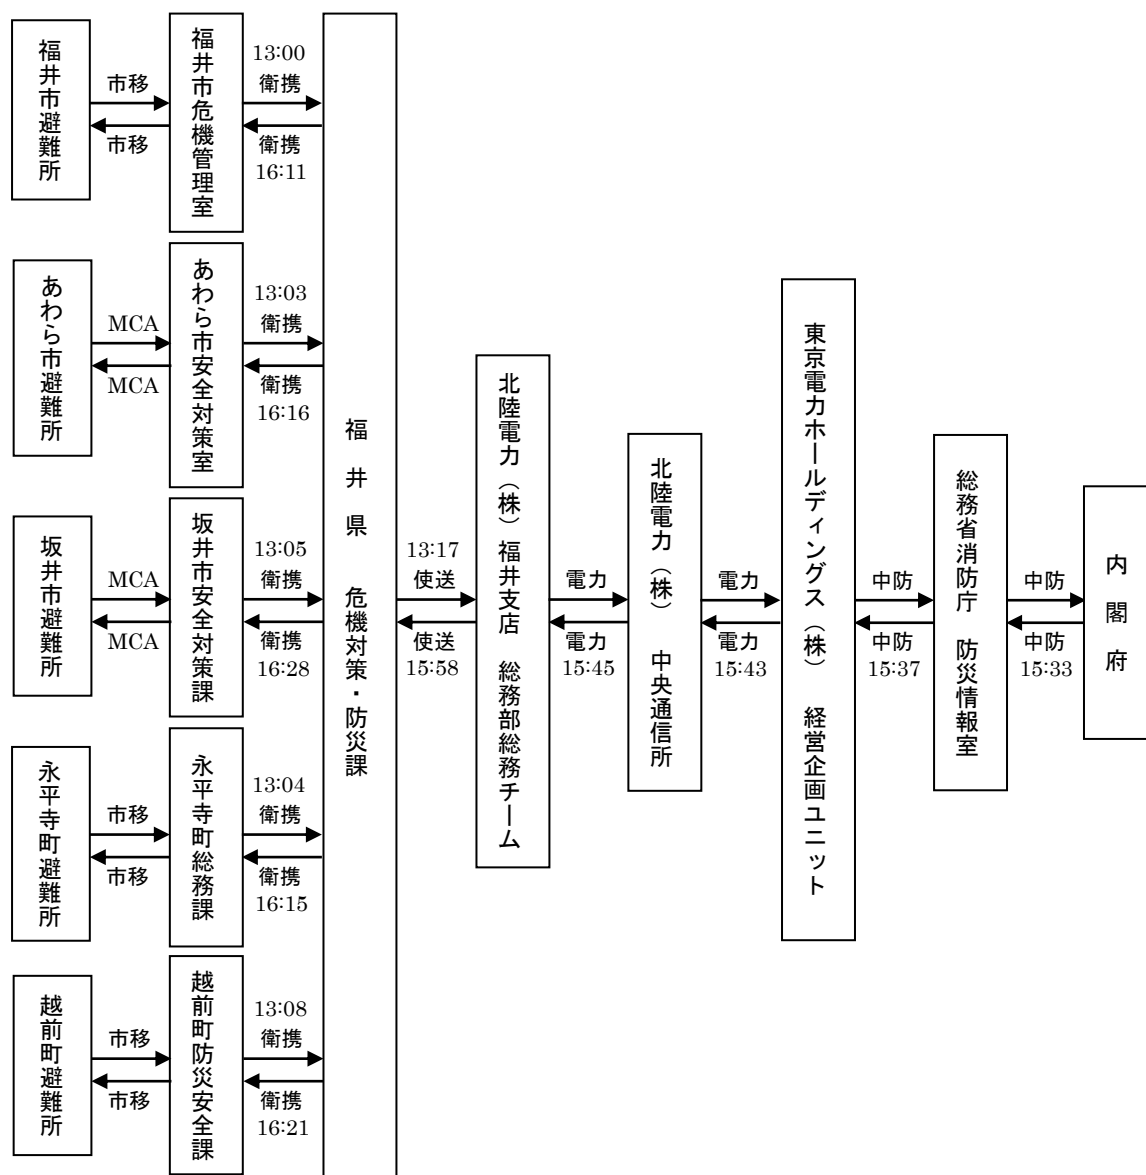 福井市避難所
市移
市移
福井市危機管理室
13:00
衛携
衛携
16:11
あわら市避難所
MCA
MCA
あわら市安全対策室
13:03
衛携
衛携
16:16
坂井市避難所
MCA
MCA
坂井市安全対策課
13:05
衛携
衛携
16:28
永平寺町避難所
市移
市移
永平寺町総務課
13:04
衛携
衛携
16:15
越前町避難所
市移
市移
越前町防災安全課
13:08
衛携
衛携
16:21
福井県 危機対策・防災課
13:17
使送
使送
15:58
北陸電力(株)福井支店 総務部総務チーム
電力
電力
15:45
北陸電力(株) 中央通信所
電力
電力
15:43
東京電力ホールディングス(株) 経営企画ユニット
中防
中防
15:37
総務省消防庁 防災情報室
中防
中防
15:33
内閣府